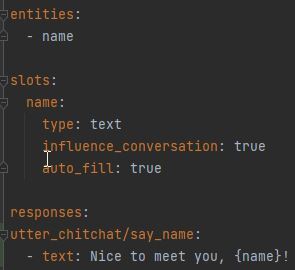 entities:
- name
slots:
name:
type: text
influence_conversation: true
auto_fill: true
responses:
utter_chitchat/say_name:
- text: Nice to meet you, {name}!